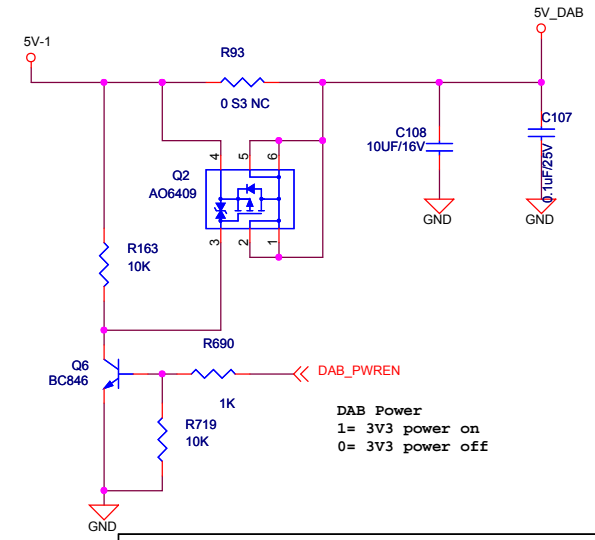 5V_DAB
5V-1
R93
0 S3 NC
C107
0.1uF/25V
C108
10UF/16V
GND
GND
Q2
AO6409
4
5
6
3
2
1
R163
10K
R690
1K
DAB_PWREN
Q6
BC846
R719
10K
DAB Power
1= 3V3 power on
0= 3V3 power off
GND